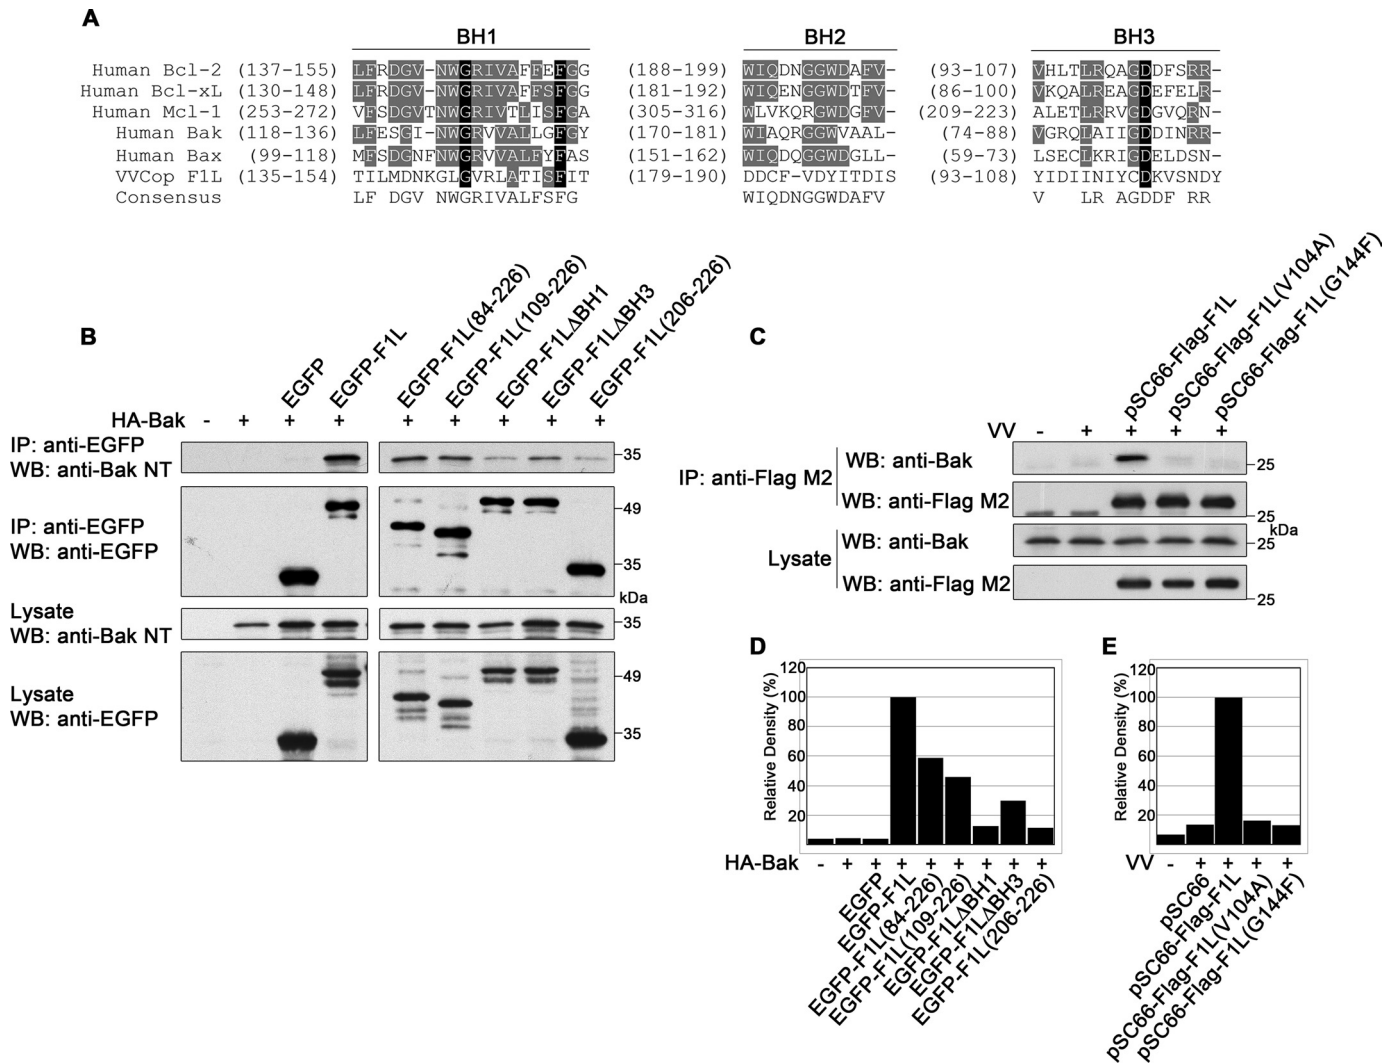 A
BH1 BH2 BH3
Human Bcl-2 (137-155) LFRDGV-NWGRIVAFFEFGG (188-199) WIQDNGGWDAFV- (93-107) VHLTLRQAGDDFSRR-
Human Bcl-xL (130-148) LFRDGV-NWGRIVAFFSFGG (181-192) WIQENGGWDTFV- (86-100) VKQALREAGDEFELR-
Human Mcl-1 (253-272) VFSDGVTNWGRIVTLISFGA (305-316) WLVKQRGWDGFV- (209-223) ALETLRRVGDGVQRN-
Human Bak (118-136) LFESGI-NWGRVVALLGFGY (170-181) WIAQRGGWVAAL- (74-88) VGRQLAIIGDDINRR-
Human Bax (99-118) MFSDGNFNWGRVVALFYFAS (151-162) WIQDQGGWDGLL- (59-73) LSECLKRIGDELDSN-
VVCop F1L (135-154) TILMDNKGLGVRLATISFIT (179-190) DDCF-VDYITDIS (93-108) YIDIINIYCDKVSNDY
Consensus LF DGV NWGRIVALFSFG WIQDNGGWDAFV V LR AGDDF RR
B
EGFP
EGFP-F1L
EGFP-F1L(84-226)
EGFP-F1L(109-226)
EGFP-F1LΔBH1
EGFP-F1LΔBH3
EGFP-F1L(206-226)
HA-Bak - + + + + + + + +
IP: anti-EGFP
WB: anti-Bak NT
35
IP: anti-EGFP
WB: anti-EGFP
49
35
kDa
Lysate
WB: anti-Bak NT
35
Lysate
WB: anti-EGFP
49
35
C
pSC66-Flag-F1L
pSC66-Flag-F1L(V104A)
pSC66-Flag-F1L(G144F)
VV - + + + +
IP: anti-Flag M2
WB: anti-Bak
25
WB: anti-Flag M2
25
kDa
Lysate
WB: anti-Bak
25
WB: anti-Flag M2
25
D
Relative Density (%)
120
100
80
60
40
20
HA-Bak - + + + + + + + +
EGFP
EGFP-F1L
EGFP-F1L(84-226)
EGFP-F1L(109-226)
EGFP-F1LΔBH1
EGFP-F1LΔBH3
EGFP-F1L(206-226)
E
Relative Density (%)
120
100
80
60
40
20
VV - + + + +
pSC66
pSC66-Flag-F1L
pSC66-Flag-F1L(V104A)
pSC66-Flag-F1L(G144F)